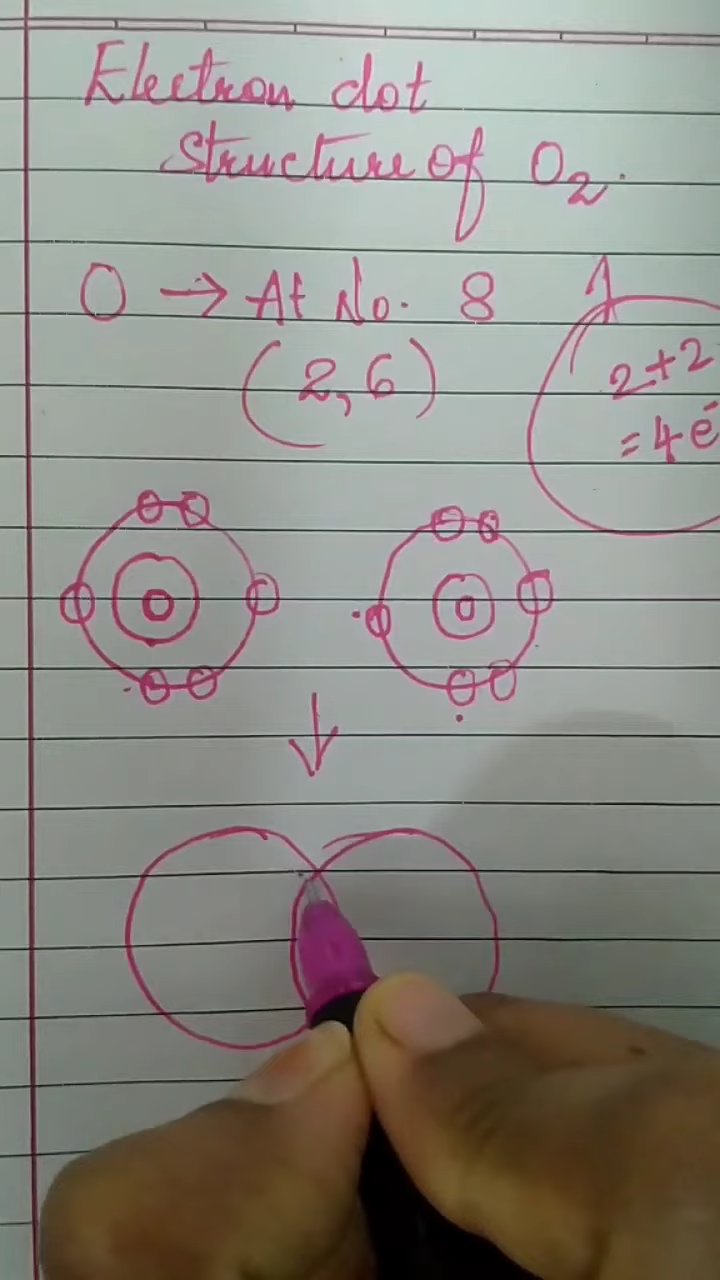 Electron dot
structure of O2.
O → At No. 8
(2,6)
2+2
=4e-